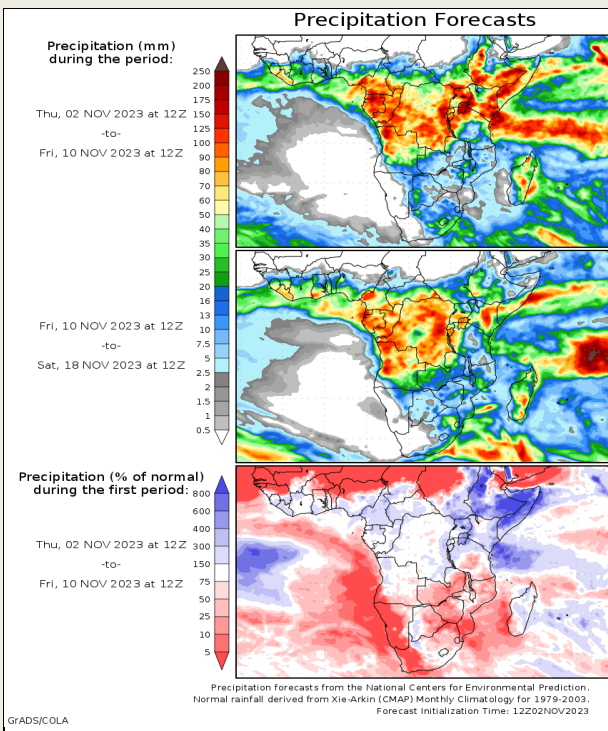 Precipitation Forecasts
Precipitation (mm)
during the period:
Thu, 02 NOV 2023 at 12Z
-to-
Fri, 10 NOV 2023 at 12Z
250
200
175
150
125
100
90
80
70
60
50
40
35
30
25
20
16
13
10
7.5
5
2.5
2
1.5
1
0.5
Fri, 10 NOV 2023 at 12Z
-to-
Sat, 18 NOV 2023 at 12Z
Precipitation (% of normal)
during the first period:
Thu, 02 NOV 2023 at 12Z
-to-
Fri, 10 NOV 2023 at 12Z
800
600
400
300
150
75
50
25
10
5
Precipitation forecasts from the National Centers for Environmental Prediction.
Normal rainfall derived from Xie-Arkin (CMAP) Monthly Climatology for 1979-2003.
Forecast Initialization Time: 12Z02NOV2023
GrADS/COLA